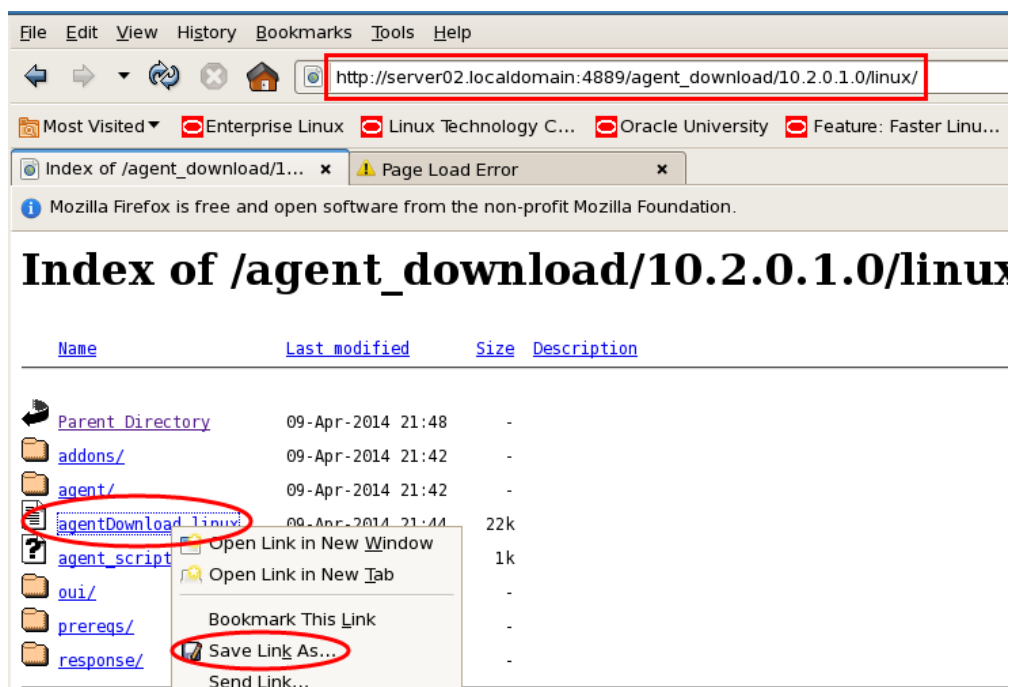 File Edit View History Bookmarks Tools Help
http://server02.localdomain:4889/agent_download/10.2.0.1.0/linux/
Most Visited Enterprise Linux Linux Technology C... Oracle University Feature: Faster Linu...
Index of /agent_download/1... Page Load Error
Mozilla Firefox is free and open software from the non-profit Mozilla Foundation.
Index of /agent_download/10.2.0.1.0/linux
Name Last modified Size Description
Parent Directory 09-Apr-2014 21:48 -
addons/ 09-Apr-2014 21:42 -
agent/ 09-Apr-2014 21:42 -
agentDownload.linux 09-Apr-2014 21:44 22k
agent_script 1k
oui/ -
prereqs/ -
response/ -
Open Link in New Window
Open Link in New Tab
Bookmark This Link
Save Link As...
Send Link...